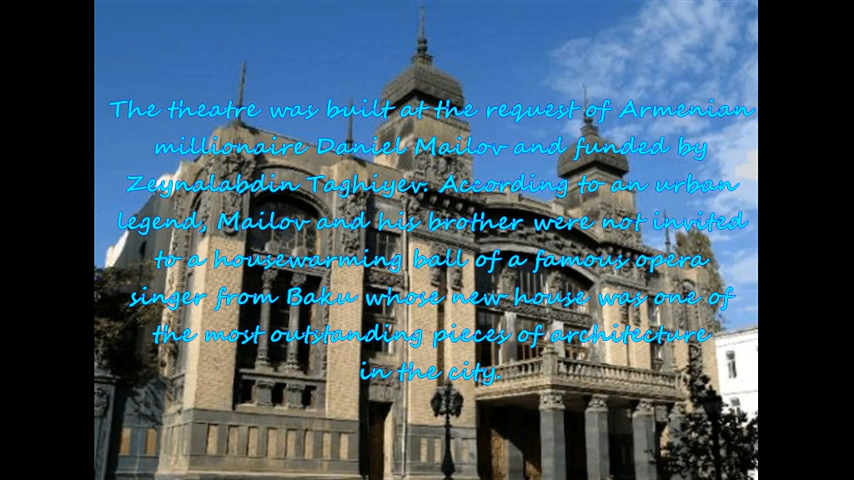 The theatre was built at the request of Armenian
millionaire Daniel Mailov and funded by
Zeynalabdin Taghiyev. According to an urban
legend, Mailov and his brother were not invited
to a housewarming ball of a famous opera
singer from Baku whose new house was one of
the most outstanding pieces of architecture
in the city.